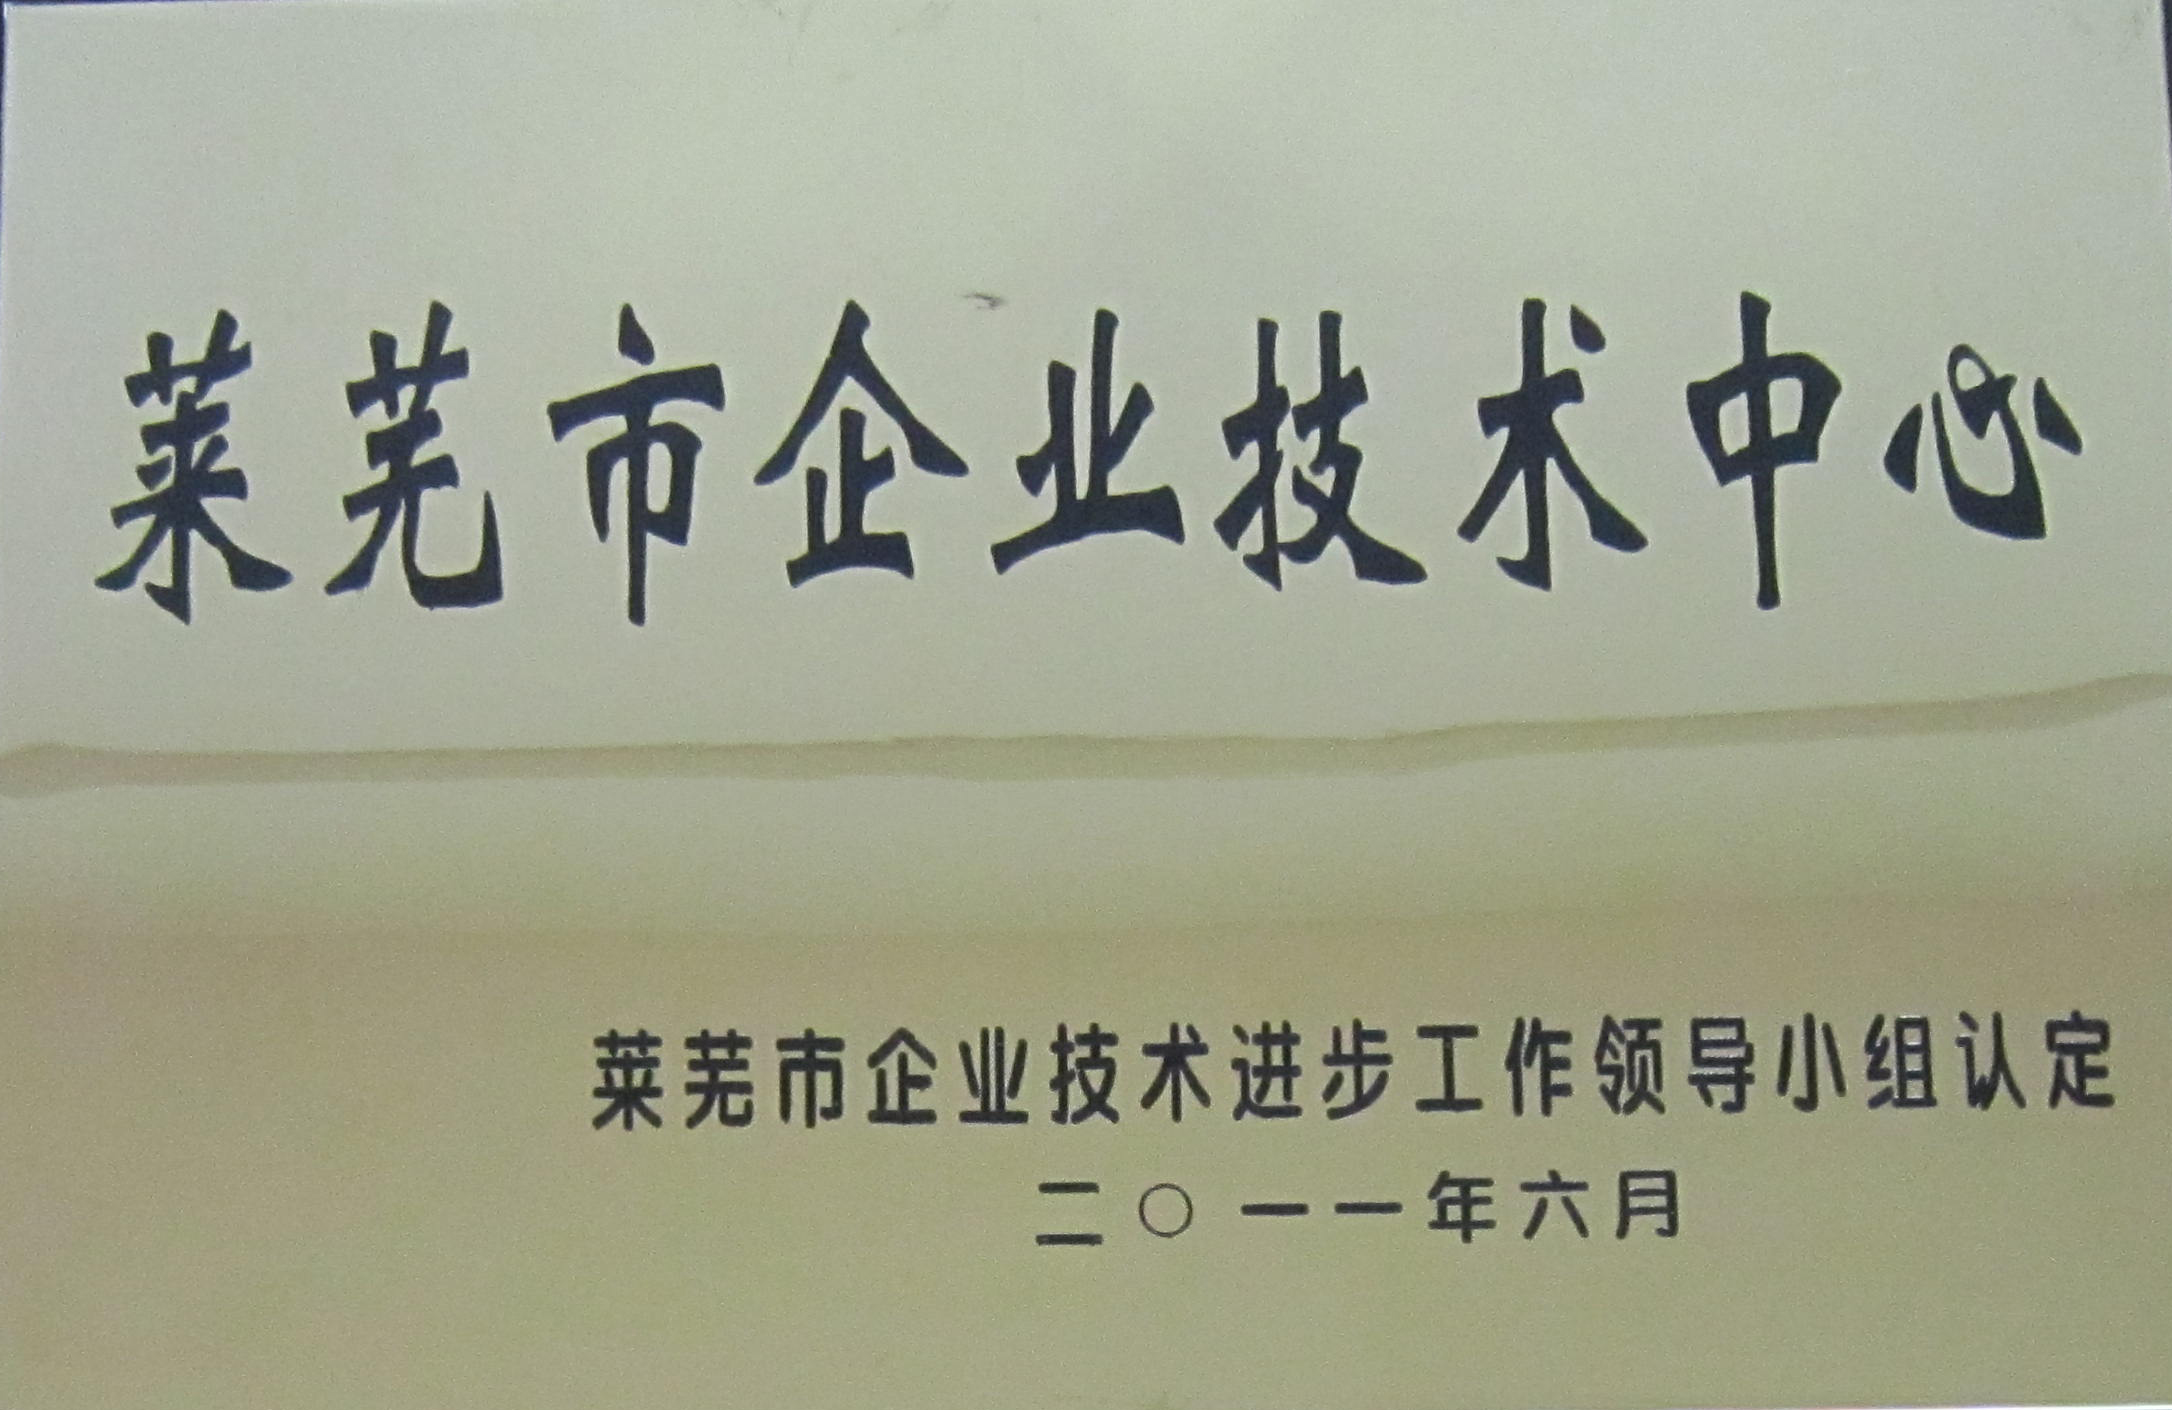 莱芜市企业技术中心
莱芜市企业技术进步工作领导小组认定
二〇一一年六月